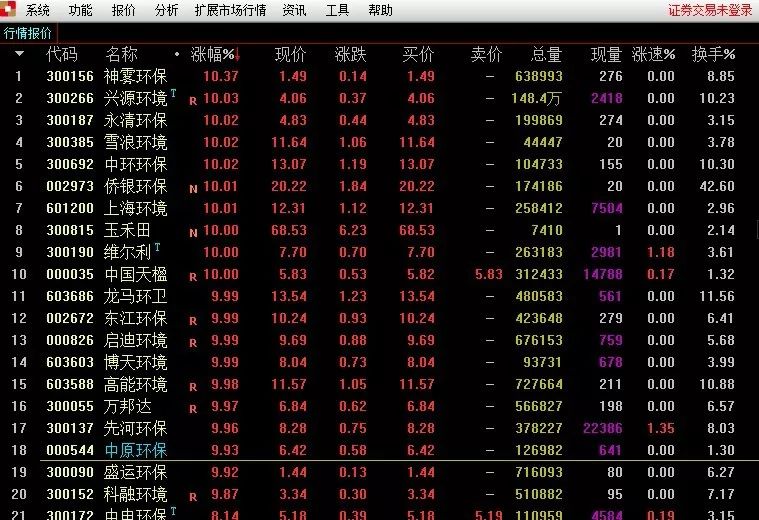 系统 功能 报价 分析 扩展市场行情 资讯 工具 帮助 证券交易未登录
行情报价
代码 名称 涨幅% 现价 涨跌 买价 卖价 总量 现量 涨速% 换手%
1 300156 神雾环保 10.37 1.49 0.14 1.49 – 638993 276 0.00 8.85
2 300266 兴源环境 T R 10.03 4.06 0.37 4.06 – 148.4万 2418 0.00 10.23
3 300187 永清环保 10.02 4.83 0.44 4.83 – 199869 274 0.00 3.15
4 300385 雪浪环境 10.02 11.64 1.06 11.64 – 44447 20 0.00 3.78
5 300692 中环环保 10.02 13.07 1.19 13.07 – 104733 155 0.00 10.30
6 002973 侨银环保 N 10.01 20.22 1.84 20.22 – 174186 20 0.00 42.60
7 601200 上海环境 10.01 12.31 1.12 12.31 – 258412 7504 0.00 2.96
8 300815 玉禾田 N 10.00 68.53 6.23 68.53 – 7410 1 0.00 2.14
9 300190 维尔利 T 10.00 7.70 0.70 7.70 – 263183 2981 1.18 3.61
10 000035 中国天楹 R 10.00 5.83 0.53 5.82 5.83 312433 14788 0.17 1.32
11 603686 龙马环卫 9.99 13.54 1.23 13.54 – 480583 561 0.00 11.56
12 002672 东江环保 R 9.99 10.24 0.93 10.24 – 423648 279 0.00 6.41
13 000826 启迪环境 R 9.99 9.69 0.88 9.69 – 676153 759 0.00 5.68
14 603603 博天环境 9.99 8.04 0.73 8.04 – 93731 678 0.00 3.99
15 603588 高能环境 R 9.98 11.57 1.05 11.57 – 727664 211 0.00 10.88
16 300055 万邦达 R 9.97 6.84 0.62 6.84 – 566827 198 0.00 6.57
17 300137 先河环保 9.96 8.28 0.75 8.28 – 378227 22386 1.35 8.03
18 000544 中原环保 9.93 6.42 0.58 6.42 – 126982 641 0.00 1.30
19 300090 盛运环保 9.92 1.44 0.13 1.44 – 716093 80 0.00 6.27
20 300152 科融环境 R 9.87 3.34 0.30 3.34 – 510882 95 0.00 7.17
21 300172 中电环保 T 8.14 5.18 0.39 5.18 5.19 110959 4584 0.19 3.15